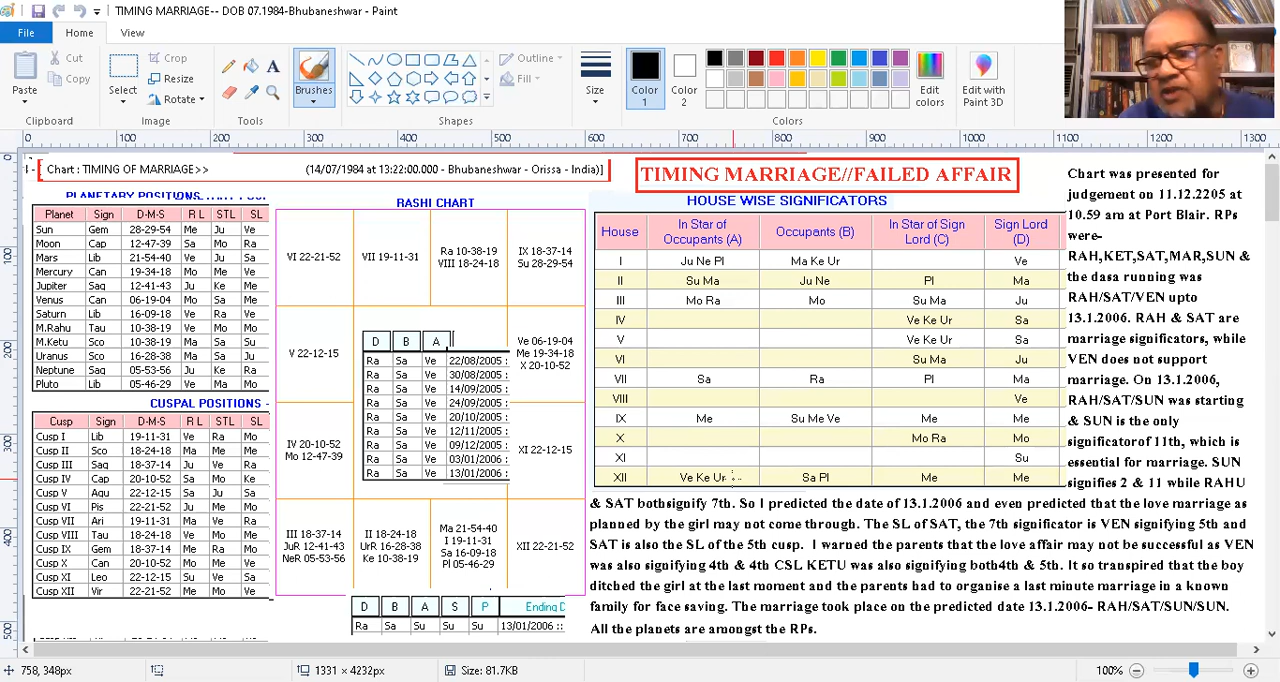 TIMING MARRIAGE-- DOB 07.1984-Bhubaneshwar - Paint
File Home View
Paste
Cut
Copy
Clipboard
Select
Crop
Resize
Rotate
Image
Tools
Brushes
Shapes
Outline
Fill
Size
Color 1
Color 2
Colors
Edit colors
Edit with Paint 3D
0 100 200 300 400 500 600 700 800 900 1000 1100 1200 1300
0
100
200
300
400
500
[ Chart : TIMING OF MARRIAGE>> (14/07/1984 at 13:22:00.000 - Bhubaneshwar - Orissa - India)]
TIMING MARRIAGE//FAILED AFFAIR
PLANETARY POSITIONS
Planet Sign D-M-S R L STL SL
Sun Gem 28-29-54 Me Ju Ve
Moon Cap 12-47-39 Sa Mo Ra
Mars Lib 21-54-40 Ve Ju Sa
Mercury Can 19-34-18 Mo Me Ve
Jupiter Sag 12-41-43 Ju Ke Me
Venus Can 06-19-04 Mo Sa Me
Saturn Lib 16-09-18 Ve Ra Ve
M.Rahu Tau 10-38-19 Ve Mo Mo
M.Ketu Sco 10-38-19 Ma Sa Mo
Uranus Sco 16-28-38 Ma Sa Ju
Neptune Sag 05-53-56 Ju Ke Ra
Pluto Lib 05-46-29 Ve Ma Mo
CUSPAL POSITIONS
Cusp Sign D-M-S R L STL SL
Cusp I Lib 19-11-31 Ve Ra Mo
Cusp II Sco 18-24-18 Ma Me Me
Cusp III Sag 18-37-14 Ju Ve Ra
Cusp IV Cap 20-10-52 Sa Mo Ke
Cusp V Aqu 22-12-15 Sa Ju Sa
Cusp VI Pis 22-21-52 Ju Me Mo
Cusp VII Ari 19-11-31 Ma Ve Ra
Cusp VIII Tau 18-24-18 Ve Mo Me
Cusp IX Gem 18-37-14 Me Ra Mo
Cusp X Can 20-10-52 Mo Me Ve
Cusp XI Leo 22-12-15 Su Ve Sa
Cusp XII Vir 22-21-52 Me Mo Ve
RASHI CHART
VI 22-21-52
VII 19-11-31
Ra 10-38-19
VIII 18-24-18
IX 18-37-14
Su 28-29-54
V 22-12-15
Ve 06-19-04
Me 19-34-18
X 20-10-52
IV 20-10-52
Mo 12-47-39
XI 22-12-15
III 18-37-14
JuR 12-41-43
NeR 05-53-56
II 18-24-18
UrR 16-28-38
Ke 10-38-19
Ma 21-54-40
I 19-11-31
Sa 16-09-18
Pl 05-46-29
XII 22-21-52
D B A
Ra Sa Ve 22/08/2005 :
Ra Sa Ve 30/08/2005 :
Ra Sa Ve 14/09/2005 :
Ra Sa Ve 24/09/2005 :
Ra Sa Ve 20/10/2005 :
Ra Sa Ve 12/11/2005 :
Ra Sa Ve 09/12/2005 :
Ra Sa Ve 03/01/2006 :
Ra Sa Ve 13/01/2006 :
D B A S P Ending D
Ra Sa Su Su Su 13/01/2006 ::
HOUSE WISE SIGNIFICATORS
House In Star of Occupants (A) Occupants (B) In Star of Sign Lord (C) Sign Lord (D)
I Ju Ne Pl Ma Ke Ur Ve
II Su Ma Ju Ne Pl Ma
III Mo Ra Mo Su Ma Ju
IV Ve Ke Ur Sa
V Ve Ke Ur Sa
VI Su Ma Ju
VII Sa Ra Pl Ma
VIII Ve
IX Me Su Me Ve Me Me
X Mo Ra Mo
XI Su
XII Ve Ke Ur Sa Pl Me Me
Chart was presented for
judgement on 11.12.2205 at
10.59 am at Port Blair. RPs
were-
RAH,KET,SAT,MAR,SUN &
the dasa running was
RAH/SAT/VEN upto
13.1.2006. RAH & SAT are
marriage significators, while
VEN does not support
marriage. On 13.1.2006,
RAH/SAT/SUN was starting
& SUN is the only
significatorof 11th, which is
essential for marriage. SUN
signifies 2 & 11 while RAHU
& SAT bothsignify 7th. So I predicted the date of 13.1.2006 and even predicted that the love marriage as
planned by the girl may not come through. The SL of SAT, the 7th significator is VEN signifying 5th and
SAT is also the SL of the 5th cusp. I warned the parents that the love affair may not be successful as VEN
was also signifying 4th & 4th CSL KETU was also signifying both4th & 5th. It so transpired that the boy
ditched the girl at the last moment and the parents had to organise a last minute marriage in a known
family for face saving. The marriage took place on the predicted date 13.1.2006- RAH/SAT/SUN/SUN.
All the planets are amongst the RPs.
758, 348px
1331 × 4232px
Size: 81.7KB
100%